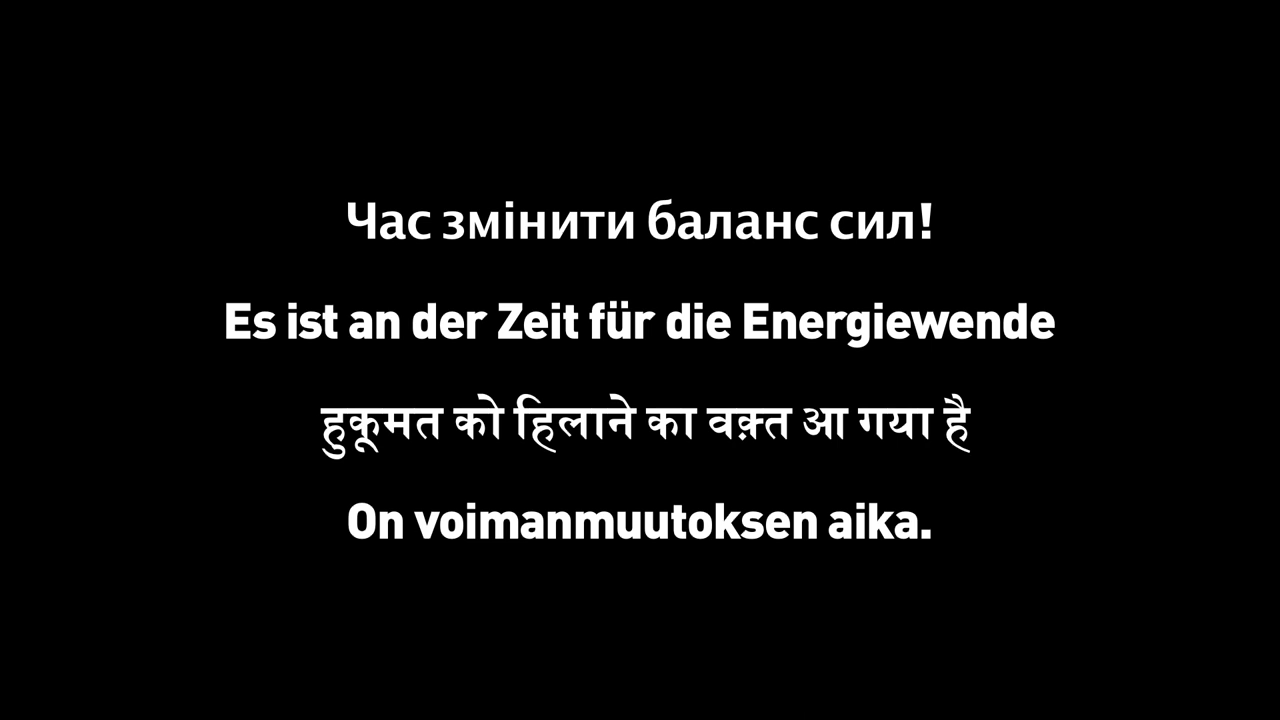 Час змінити баланс сил!
Es ist an der Zeit für die Energiewende
हुकूमत को हिलाने का वक़्त आ गया है
On voimanmuutoksen aika.